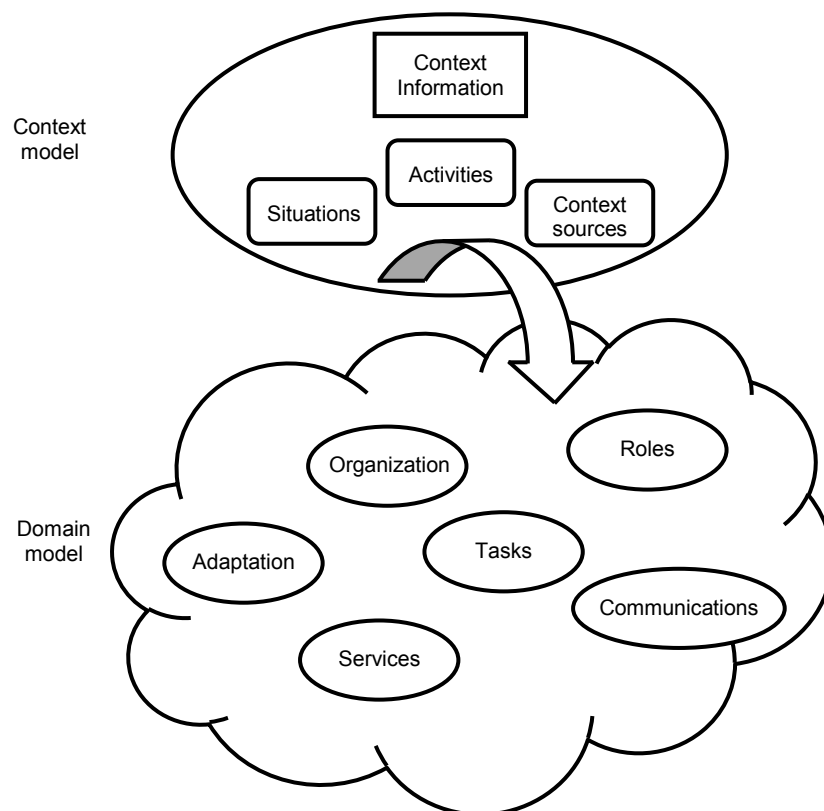 Context
Information
Context
model
Activities
Situations
Context
sources
Roles
Organization
Domain
model
Tasks
Adaptation
Communications
Services